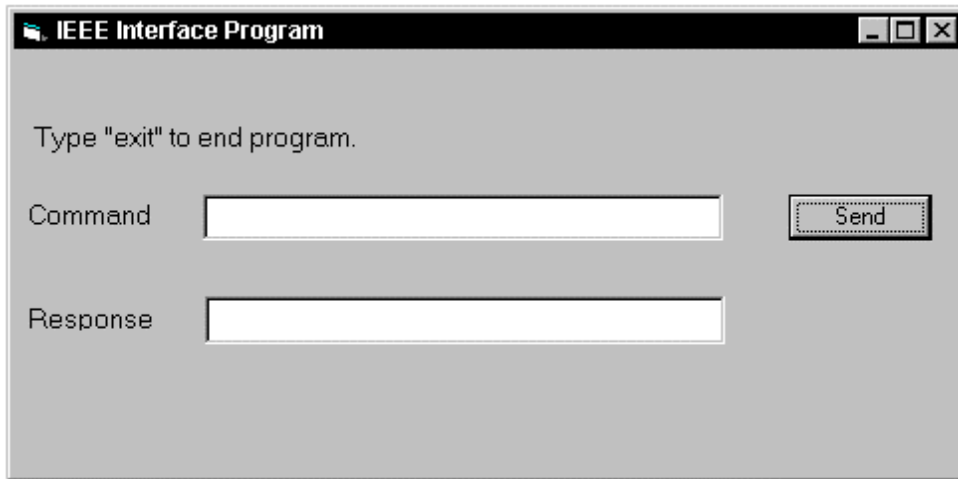 IEEE Interface Program
Type "exit" to end program.
Command
Send
Response